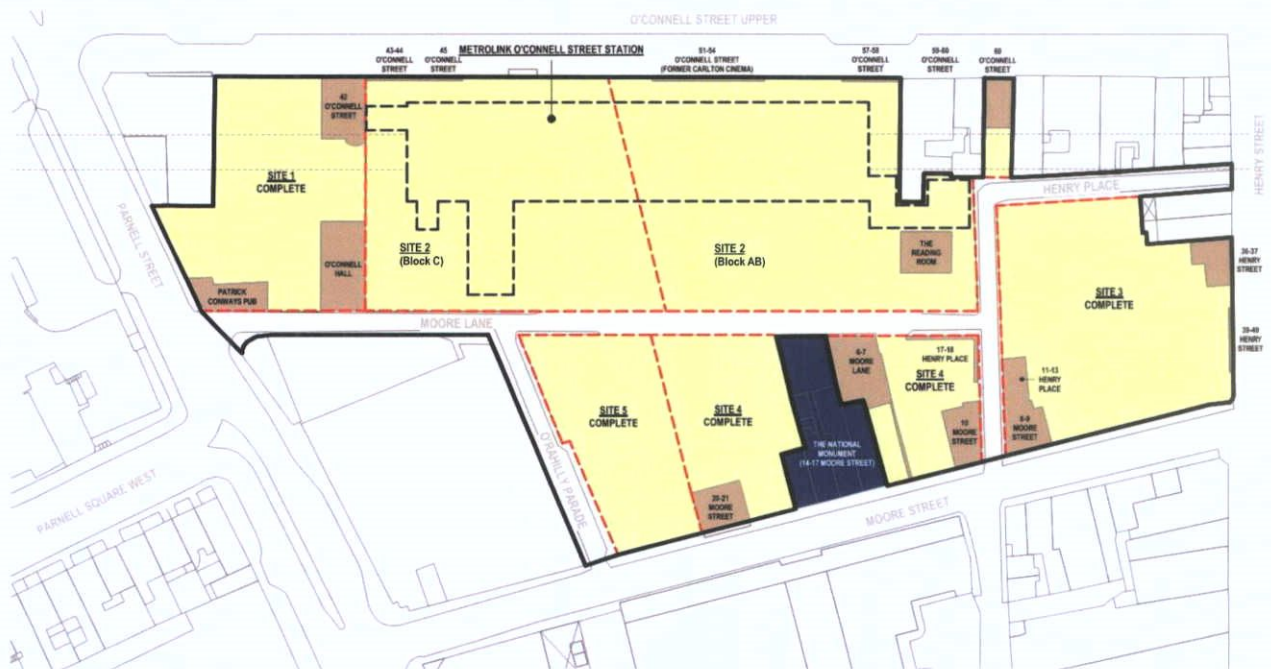 O'CONNELL STREET UPPER
43-44
O'CONNELL
STREET
45
O'CONNELL
STREET
METROLINK O'CONNELL STREET STATION
51-54
O'CONNELL STREET
(FORMER CARLTON CINEMA)
57-58
O'CONNELL
STREET
59-60
O'CONNELL
STREET
60
O'CONNELL
STREET
42
O'CONNELL
STREET
SITE 1
COMPLETE
HENRY STREET
HENRY PLACE
PARNELL STREET
O'CONNELL
HALL
SITE 2
(Block C)
SITE 2
(Block AB)
THE
READING
ROOM
36-37
HENRY
STREET
PATRICK
CONWAYS PUB
SITE 3
COMPLETE
MOORE LANE
39-49
HENRY
STREET
6-7
MOORE
LANE
17-18
HENRY PLACE
SITE 4
COMPLETE
11-13
HENRY
PLACE
SITE 5
COMPLETE
SITE 4
COMPLETE
10
MOORE
STREET
8-9
MOORE
STREET
THE NATIONAL
MONUMENT
(14-17 MOORE STREET)
O'RAHILLY PARADE
20-21
MOORE
STREET
PARNELL SQUARE WEST
MOORE STREET